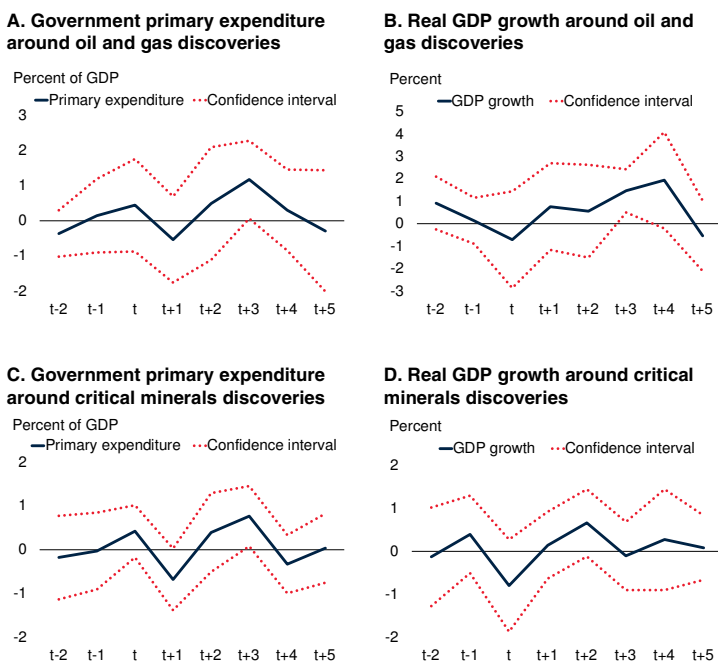 A. Government primary expenditure
around oil and gas discoveries
Percent of GDP
Primary expenditure
Confidence interval
3
2
1
0
-1
-2
t-2 t-1 t t+1 t+2 t+3 t+4 t+5
B. Real GDP growth around oil and
gas discoveries
Percent
GDP growth
Confidence interval
5
4
3
2
1
0
-1
-2
-3
t-2 t-1 t t+1 t+2 t+3 t+4 t+5
C. Government primary expenditure
around critical minerals discoveries
Percent of GDP
Primary expenditure
Confidence interval
2
1
0
-1
-2
t-2 t-1 t t+1 t+2 t+3 t+4 t+5
D. Real GDP growth around critical
minerals discoveries
Percent
GDP growth
Confidence interval
2
1
0
-1
-2
t-2 t-1 t t+1 t+2 t+3 t+4 t+5